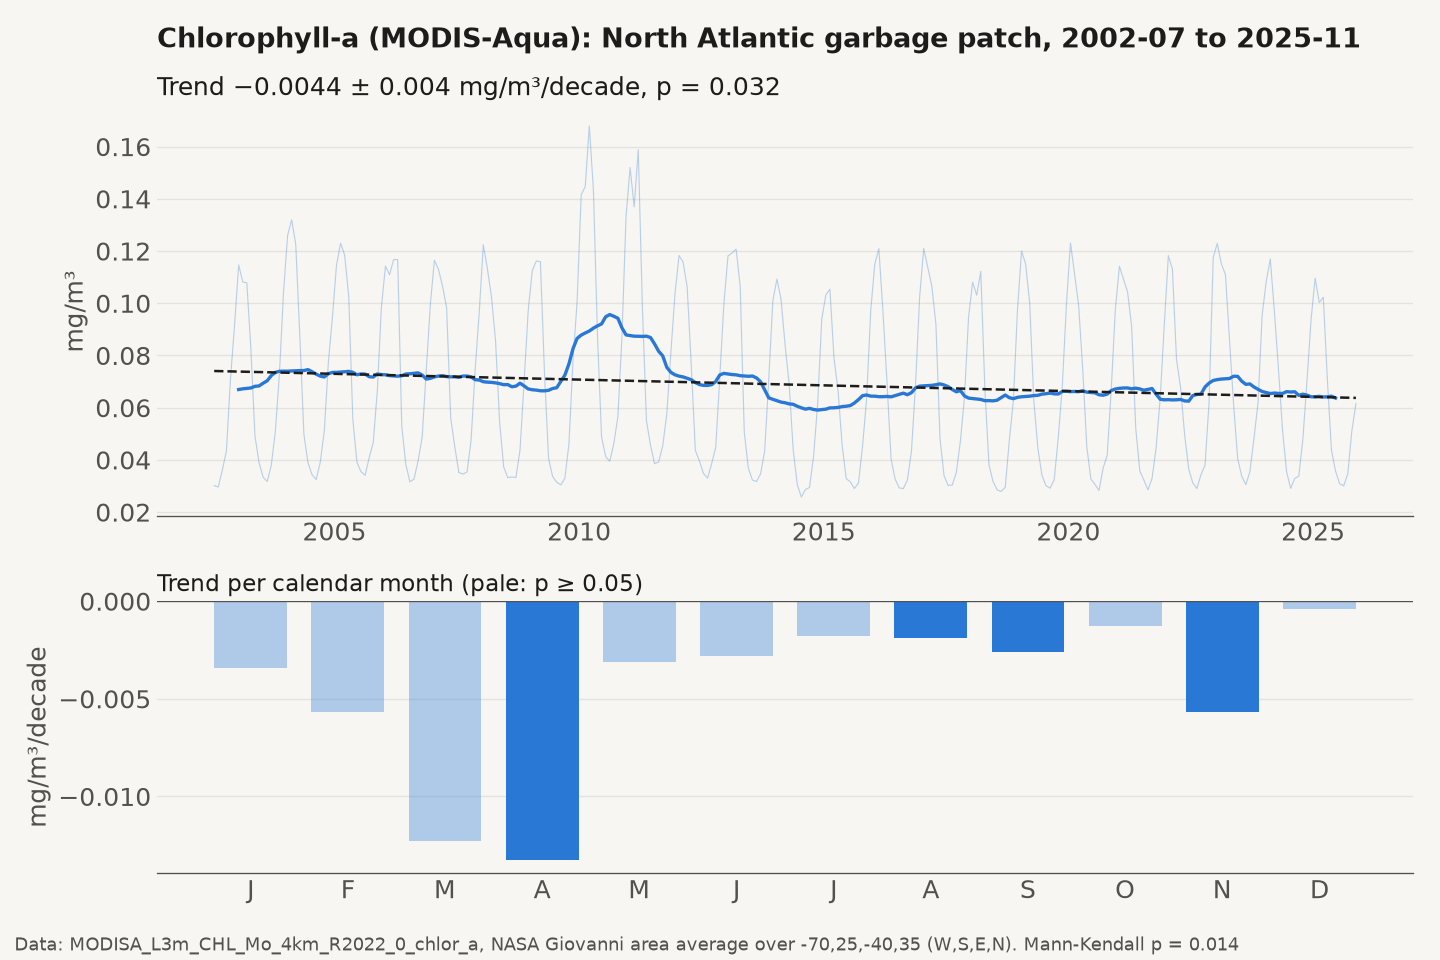 Chlorophyll-a (MODIS-Aqua): North Atlantic garbage patch, 2002-07 to 2025-11
Trend −0.0044 ± 0.004 mg/m³/decade, p = 0.032
mg/m³
0.16
0.14
0.12
0.10
0.08
0.06
0.04
0.02
2005 2010 2015 2020 2025
Trend per calendar month (pale: p ≥ 0.05)
mg/m³/decade
0.000
−0.005
−0.010
J F M A M J J A S O N D
Data: MODISA_L3m_CHL_Mo_4km_R2022_0_chlor_a, NASA Giovanni area average over -70,25,-40,35 (W,S,E,N). Mann-Kendall p = 0.014